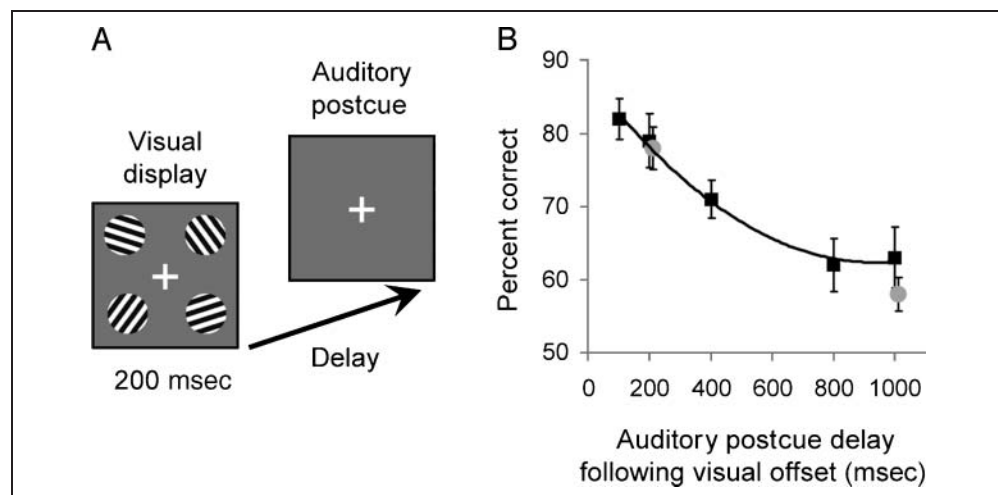 A
Visual
display
200 msec
Auditory
postcue
Delay
B
Percent correct
90
80
70
60
50
0 200 400 600 800 1000
Auditory postcue delay
following visual offset (msec)